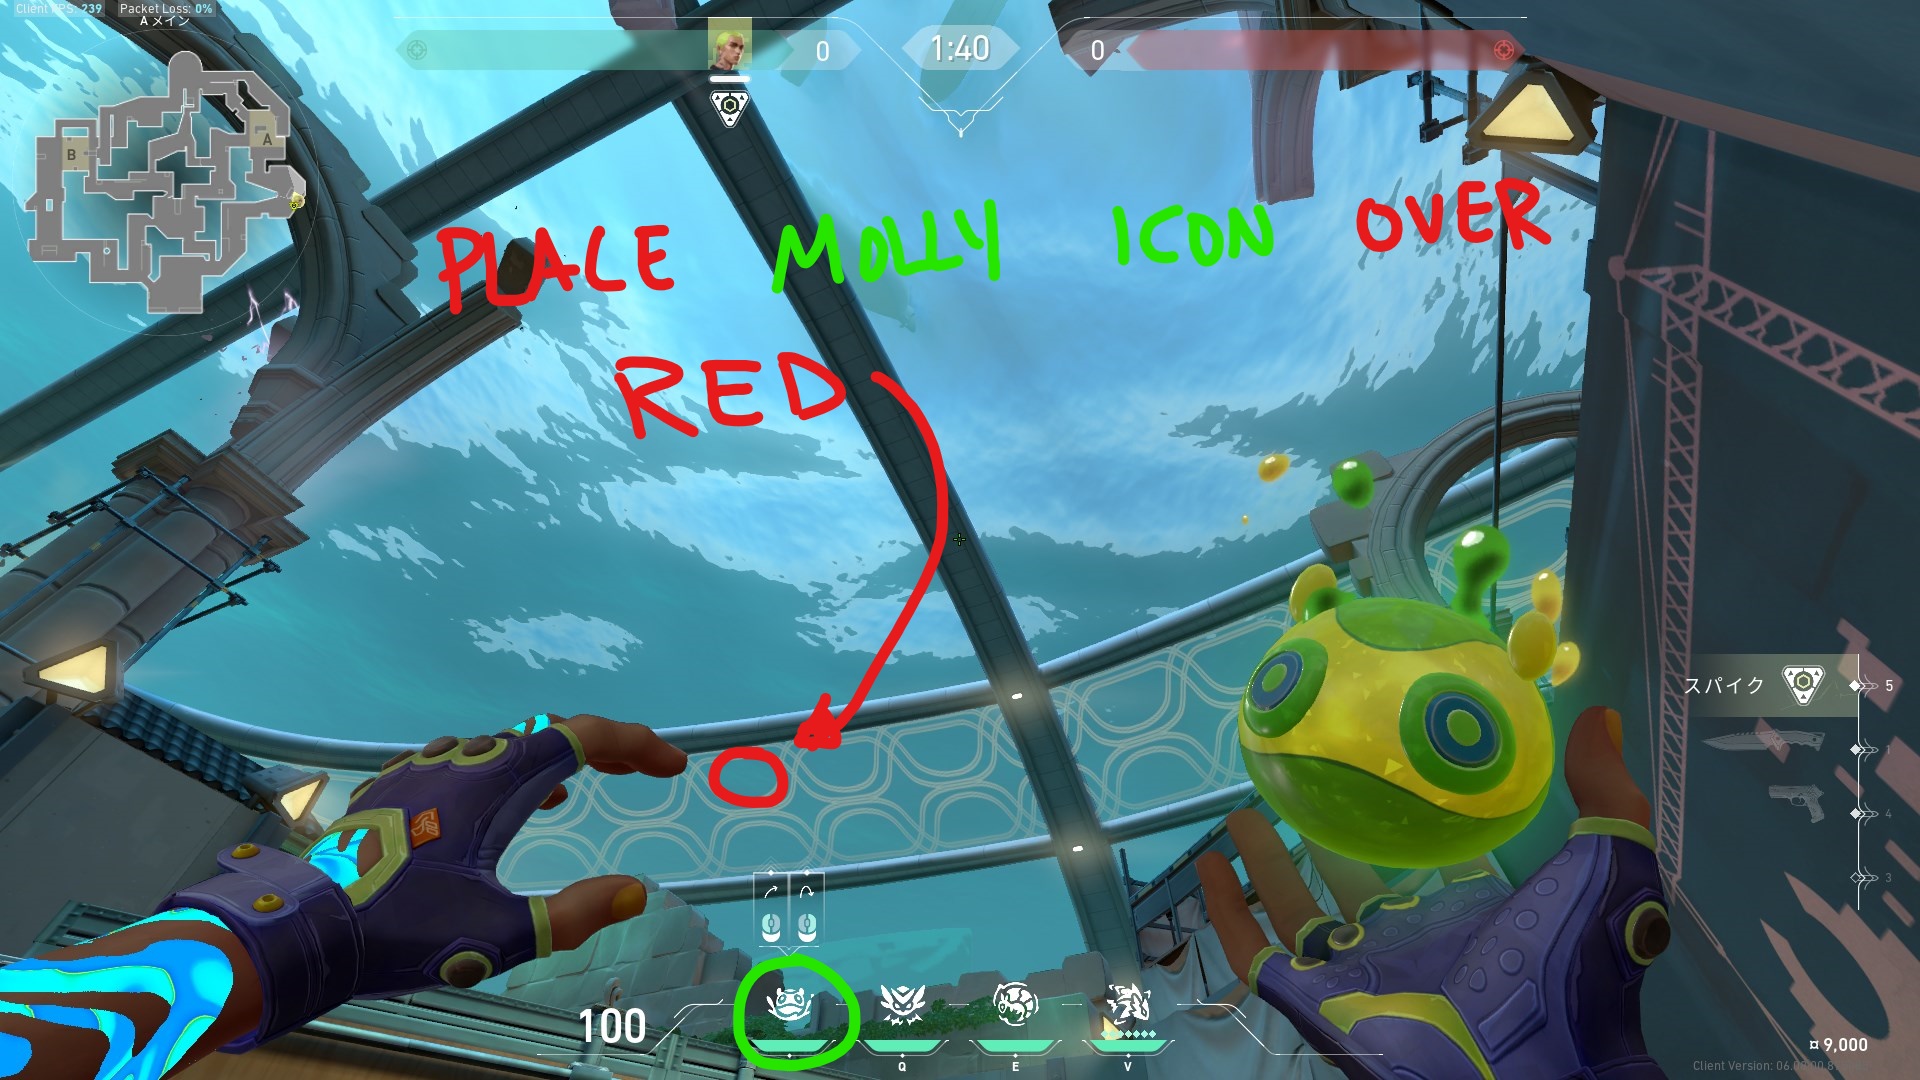 Client FPS: 239 Packet Loss: 0%
A メイン
0 1:40 0
A
B
PLACE MOLLY ICON OVER
RED
スパイク 5
1
4
3
100
Q E V
¤ 9,000